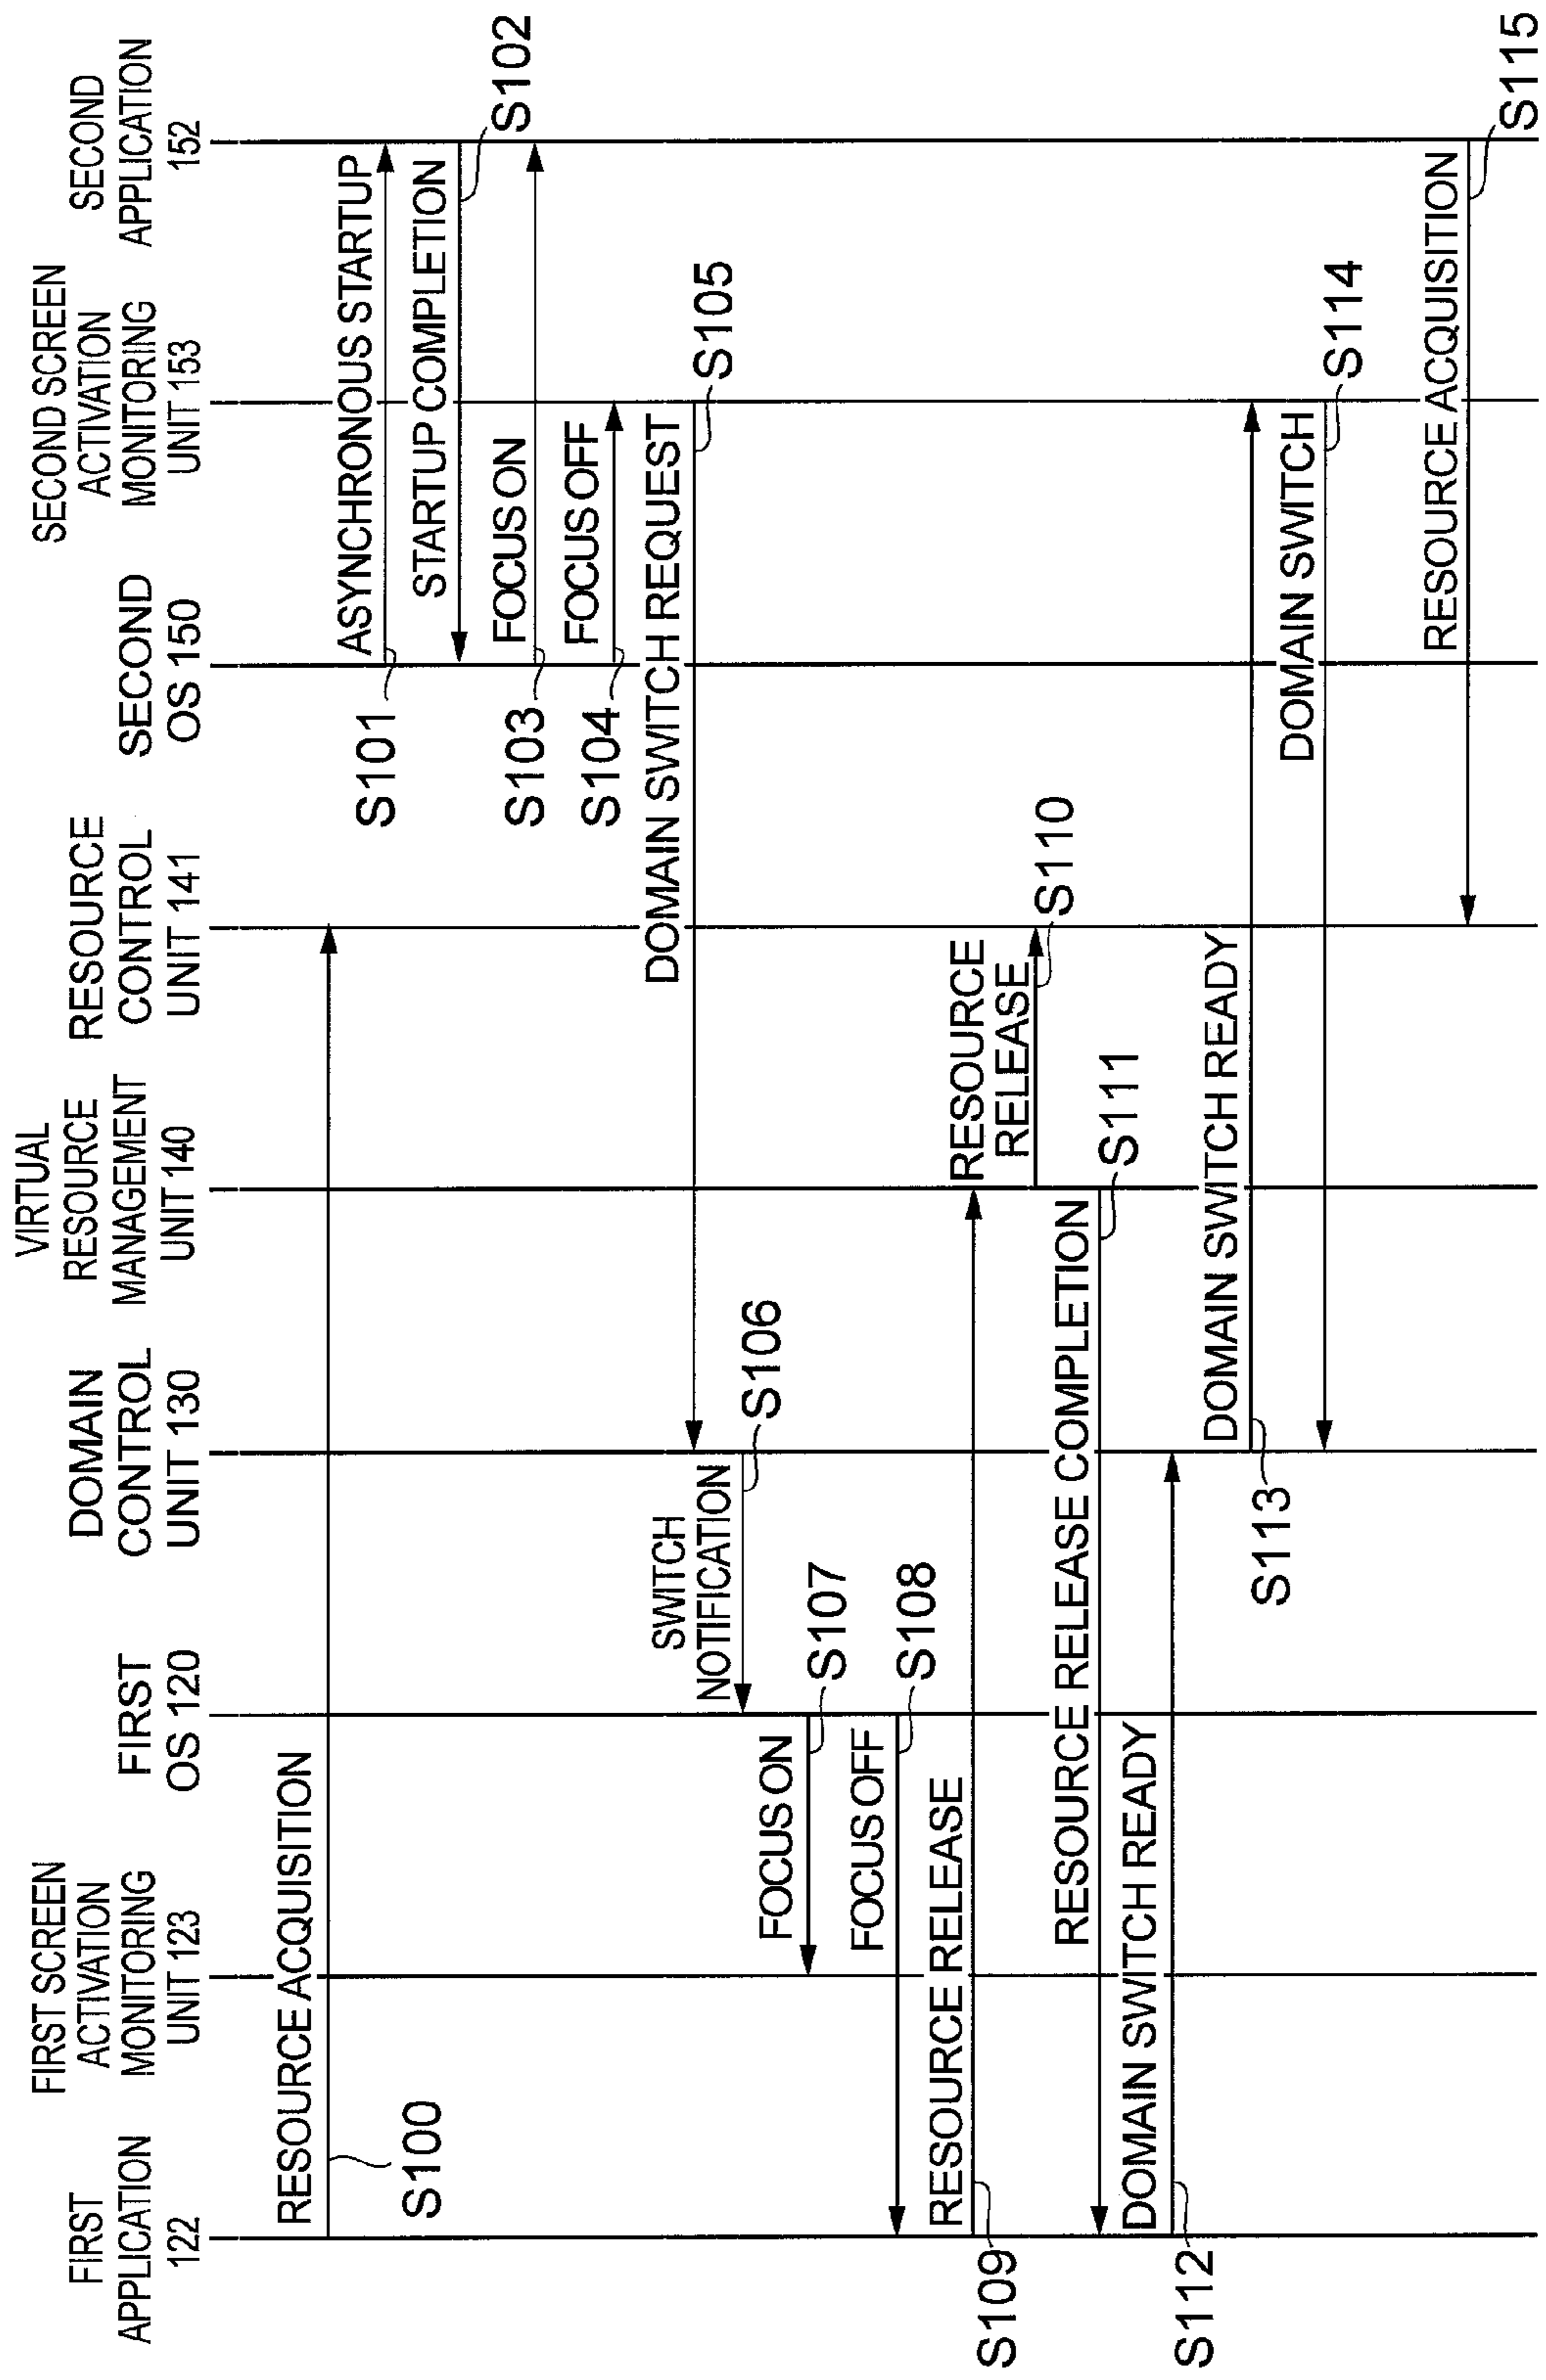 FIRST
APPLICATION
122
FIRST SCREEN
ACTIVATION
MONITORING
UNIT 123
FIRST
OS 120
DOMAIN
CONTROL
UNIT 130
VIRTUAL
RESOURCE
MANAGEMENT
UNIT 140
RESOURCE
CONTROL
UNIT 141
SECOND
OS 150
SECOND SCREEN
ACTIVATION
MONITORING
UNIT 153
SECOND
APPLICATION
152
RESOURCE ACQUISITION
S100
ASYNCHRONOUS STARTUP
S101
STARTUP COMPLETION
S102
FOCUS ON
S103
FOCUS OFF
S104
DOMAIN SWITCH REQUEST
S105
SWITCH
NOTIFICATION
S106
FOCUS ON
S107
FOCUS OFF
S108
RESOURCE RELEASE
S109
RESOURCE
RELEASE
S110
RESOURCE RELEASE COMPLETION
S111
DOMAIN SWITCH READY
S112
DOMAIN SWITCH READY
S113
DOMAIN SWITCH
S114
RESOURCE ACQUISITION
S115